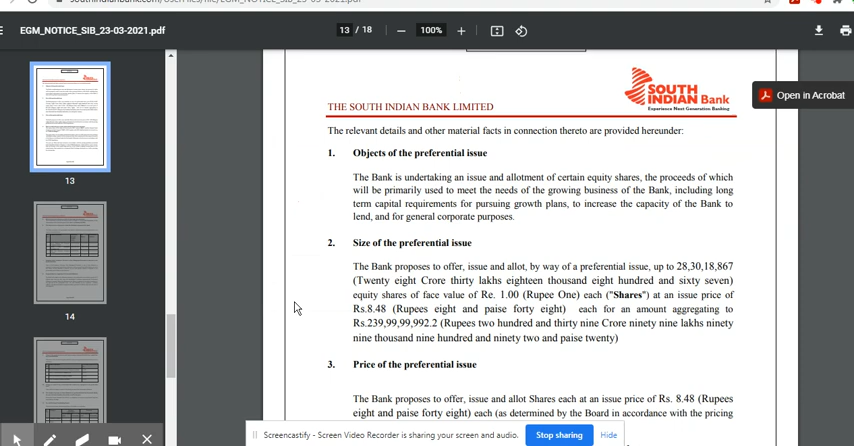 EGM_NOTICE_SIB_23-03-2021.pdf
13 / 18
100%
Open in Acrobat
13
14
SOUTH
INDIAN Bank
Experience Next Generation Banking
THE SOUTH INDIAN BANK LIMITED
The relevant details and other material facts in connection thereto are provided hereunder:
1. Objects of the preferential issue
The Bank is undertaking an issue and allotment of certain equity shares, the proceeds of which
will be primarily used to meet the needs of the growing business of the Bank, including long
term capital requirements for pursuing growth plans, to increase the capacity of the Bank to
lend, and for general corporate purposes.
2. Size of the preferential issue
The Bank proposes to offer, issue and allot, by way of a preferential issue, up to 28,30,18,867
(Twenty eight Crore thirty lakhs eighteen thousand eight hundred and sixty seven)
equity shares of face value of Re. 1.00 (Rupee One) each ("Shares") at an issue price of
Rs.8.48 (Rupees eight and paise forty eight) each for an amount aggregating to
Rs.239,99,99,992.2 (Rupees two hundred and thirty nine Crore ninety nine lakhs ninety
nine thousand nine hundred and ninety two and paise twenty)
3. Price of the preferential issue
The Bank proposes to offer, issue and allot Shares each at an issue price of Rs. 8.48 (Rupees
eight and paise forty eight) each (as determined by the Board in accordance with the pricing
Screencastify - Screen Video Recorder is sharing your screen and audio.
Stop sharing
Hide